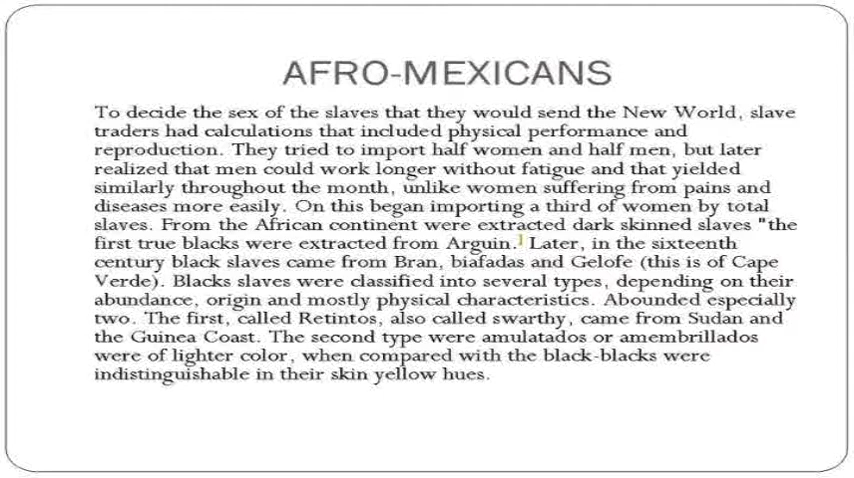 AFRO-MEXICANS
To decide the sex of the slaves that they would send the New World, slave
traders had calculations that included physical performance and
reproduction. They tried to import half women and half men, but later
realized that men could work longer without fatigue and that yielded
similarly throughout the month, unlike women suffering from pains and
diseases more easily. On this began importing a third of women by total
slaves. From the African continent were extracted dark skinned slaves "the
first true blacks were extracted from Arguin.] Later, in the sixteenth
century black slaves came from Bran, biafadas and Gelofe (this is of Cape
Verde). Blacks slaves were classified into several types, depending on their
abundance, origin and mostly physical characteristics. Abounded especially
two. The first, called Retintos, also called swarthy, came from Sudan and
the Guinea Coast. The second type were amulatados or amembrillados
were of lighter color, when compared with the black-blacks were
indistinguishable in their skin yellow hues.